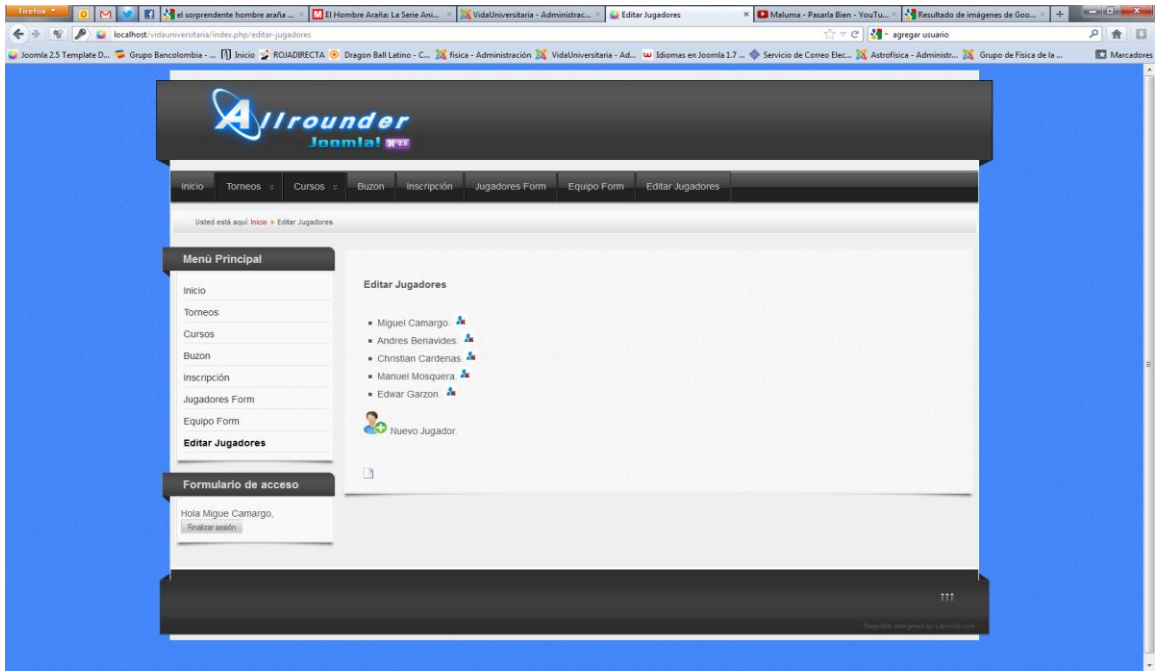 Firefox
el sorprendente hombre araña ...
El Hombre Araña: La Serie Ani...
VidaUniversitaria - Administrac...
Editar Jugadores
Maluma - Pasarla Bien - YouTu...
Resultado de imágenes de Goo...
localhost/vidauniversitaria/index.php/editar-jugadores
agregar usuario
Joomla 2.5 Template D...
Grupo Bancolombia - ...
Inicio
ROJADIRECTA
Dragon Ball Latino - C...
fisica - Administración
VidaUniversitaria - Ad...
Idiomas en Joomla 1.7 ...
Servicio de Correo Elec...
Astrofisica - Administr...
Grupo de Física de la ...
Marcadores
Allrounder
Joomla!
Inicio
Torneos
Cursos
Buzon
Inscripción
Jugadores Form
Equipo Form
Editar Jugadores
Usted está aquí: Inicio Editar Jugadores
Menú Principal
Inicio
Torneos
Cursos
Buzon
Inscripción
Jugadores Form
Equipo Form
Editar Jugadores
Formulario de acceso
Hola Migue Camargo,
Finalizar sesión
Editar Jugadores
Miguel Camargo.
Andres Benavides.
Christian Cardenas.
Manuel Mosquera.
Edwar Garzon.
Nuevo Jugador.
↑↑↑